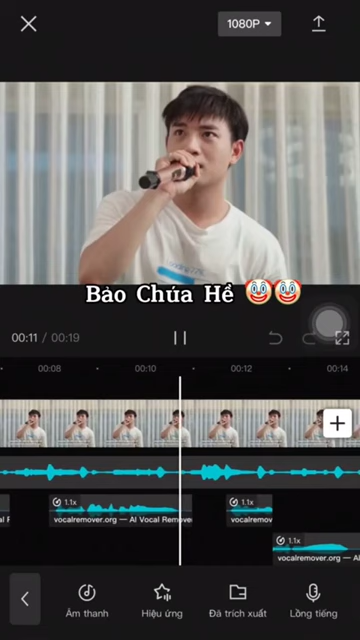 1080P
Bảo Chúa Hề 🤡🤡
00:11 / 00:19
00:08
00:10
00:12
00:14
1.1x
1.1x
vocalremover.org — AI Vocal Remover
vocalremov
1.1x
vocalremover.org — AI
Âm thanh
Hiệu ứng
Đã trích xuất
Lồng tiếng